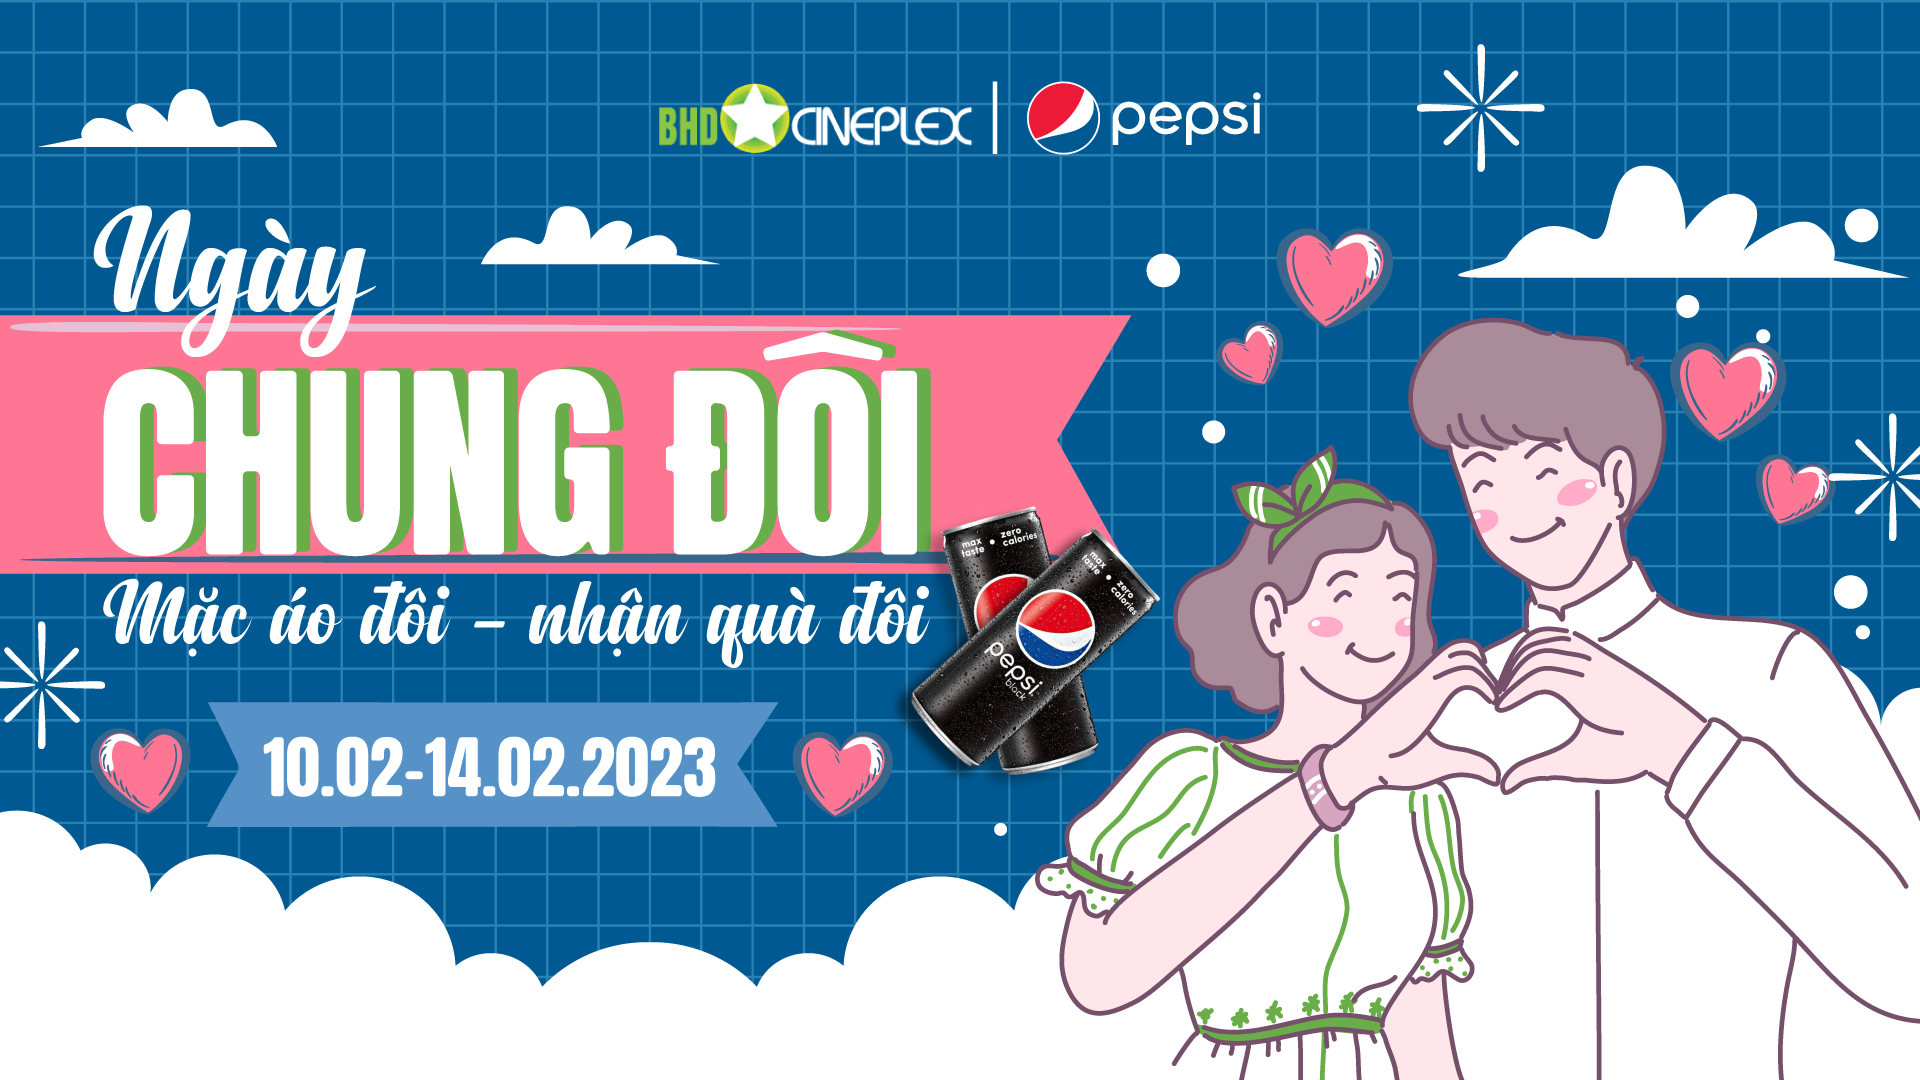 BHD CINEPLEX | pepsi
Ngày
CHUNG ĐÔI
Mặc áo đôi – nhận quà đôi
10.02-14.02.2023
max taste • zero calories
max taste • zero calories
pepsi
black